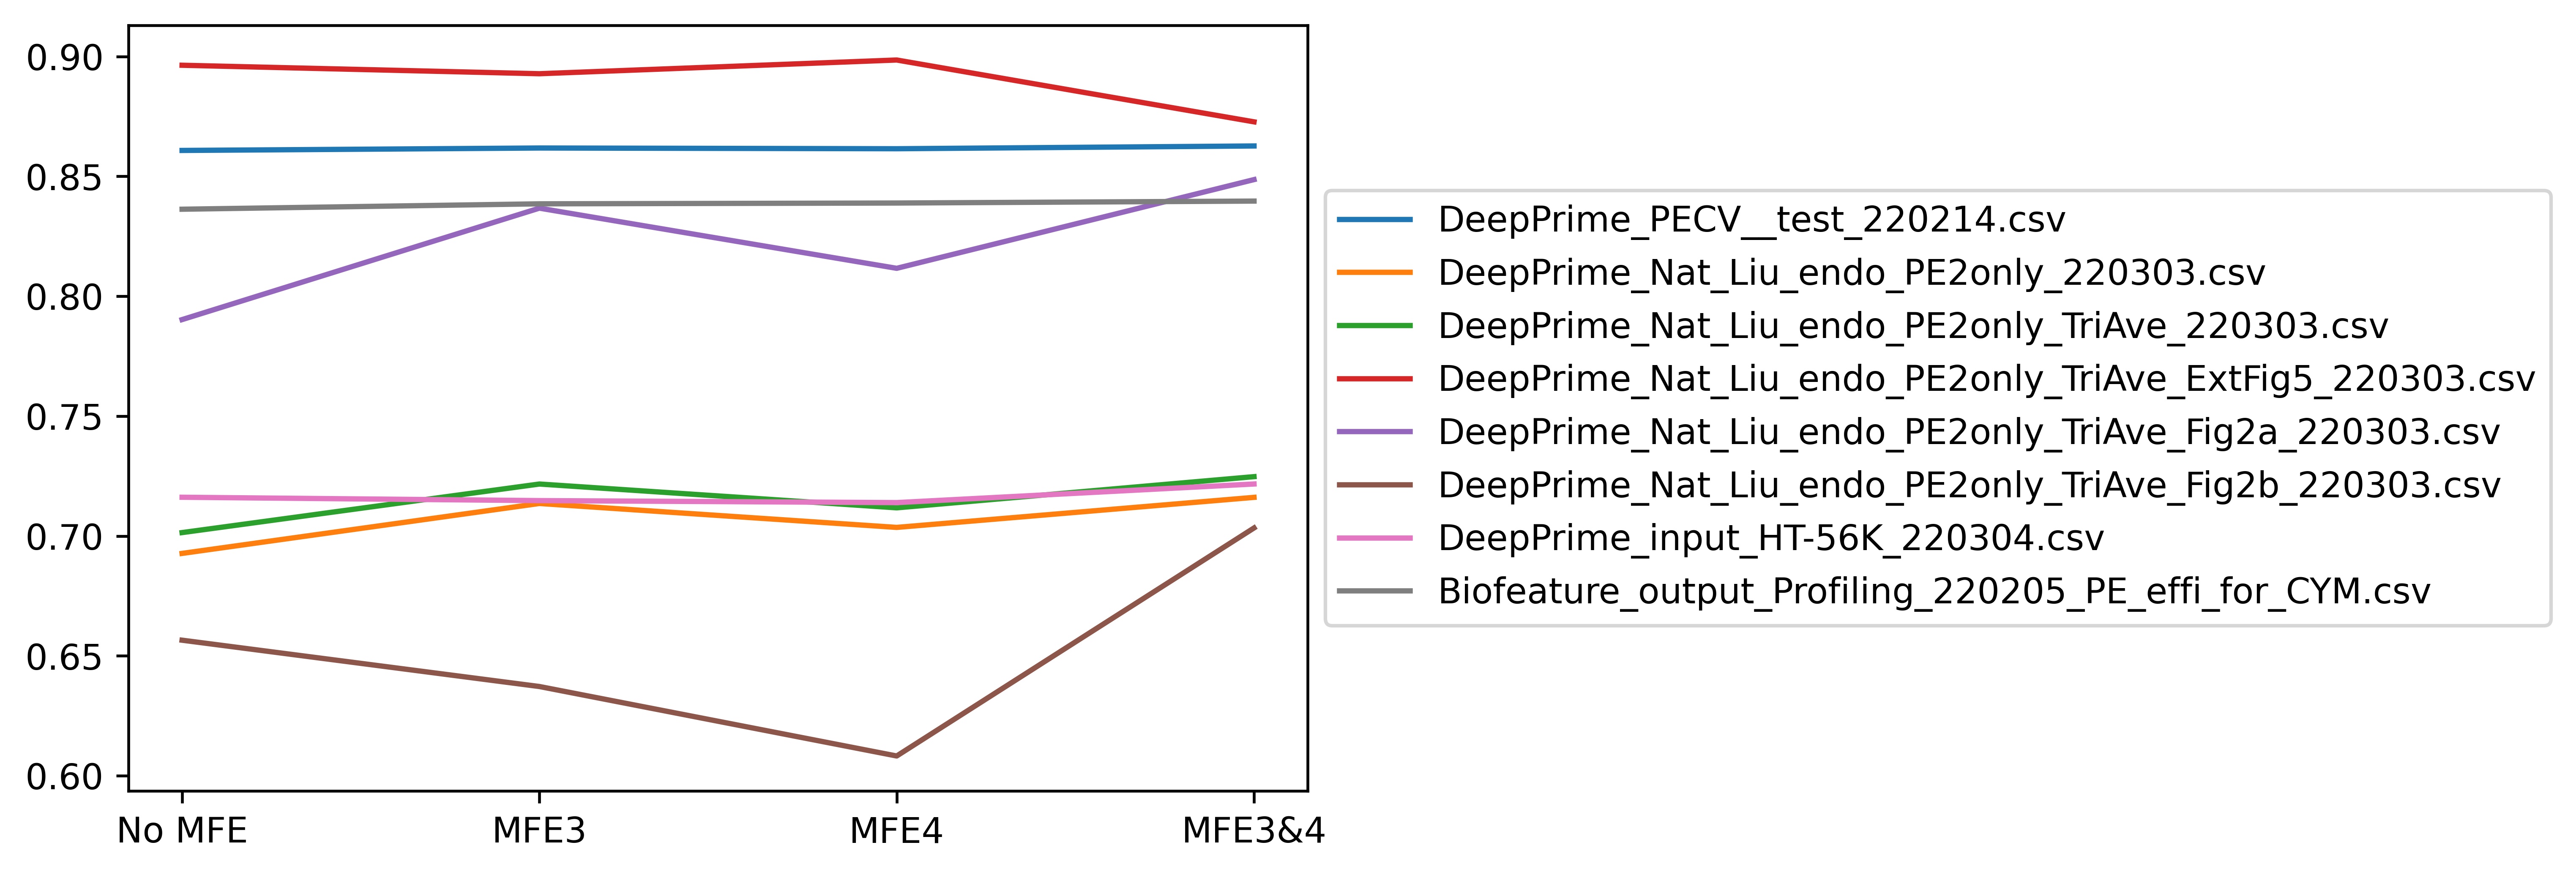 0.90
0.85
0.80
0.75
0.70
0.65
0.60
No MFE
MFE3
MFE4
MFE3&4
DeepPrime_PECV__test_220214.csv
DeepPrime_Nat_Liu_endo_PE2only_220303.csv
DeepPrime_Nat_Liu_endo_PE2only_TriAve_220303.csv
DeepPrime_Nat_Liu_endo_PE2only_TriAve_ExtFig5_220303.csv
DeepPrime_Nat_Liu_endo_PE2only_TriAve_Fig2a_220303.csv
DeepPrime_Nat_Liu_endo_PE2only_TriAve_Fig2b_220303.csv
DeepPrime_input_HT-56K_220304.csv
Biofeature_output_Profiling_220205_PE_effi_for_CYM.csv